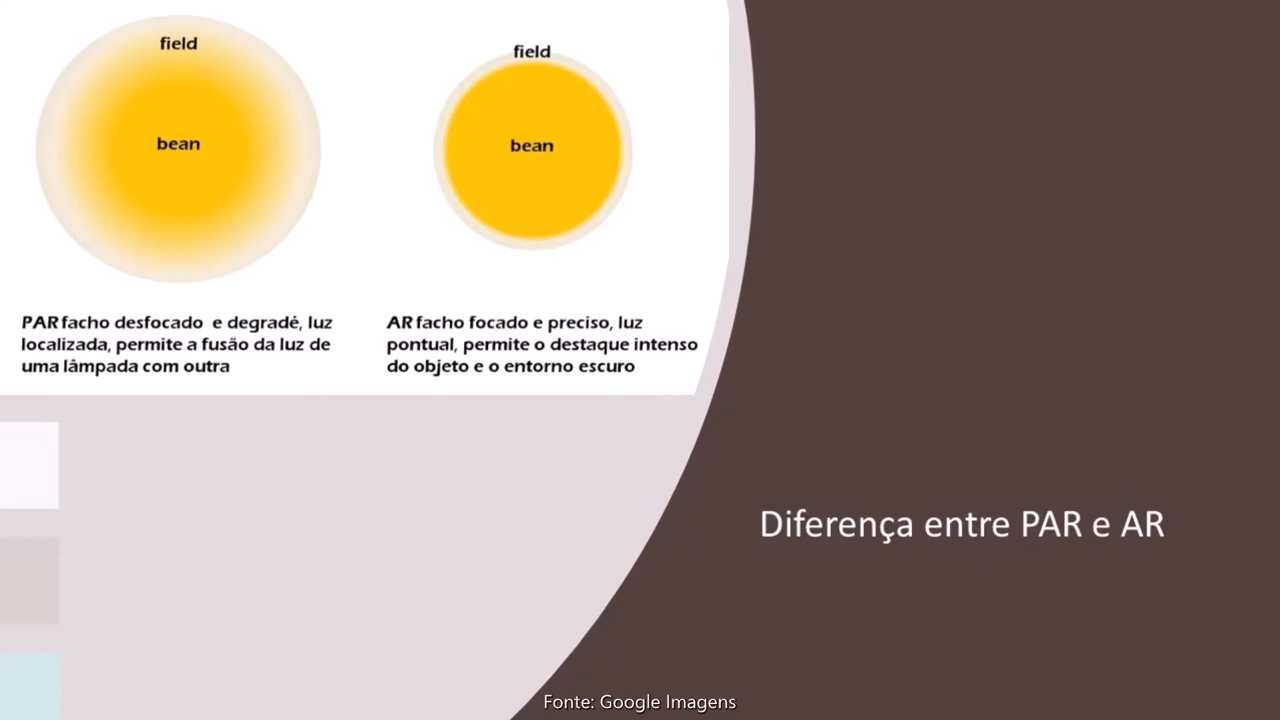 field
bean
field
bean
PAR facho desfocado e degradé, luz
localizada, permite a fusão da luz de
uma lâmpada com outra
AR facho focado e preciso, luz
pontual, permite o destaque intenso
do objeto e o entorno escuro
Diferença entre PAR e AR
Fonte: Google Imagens